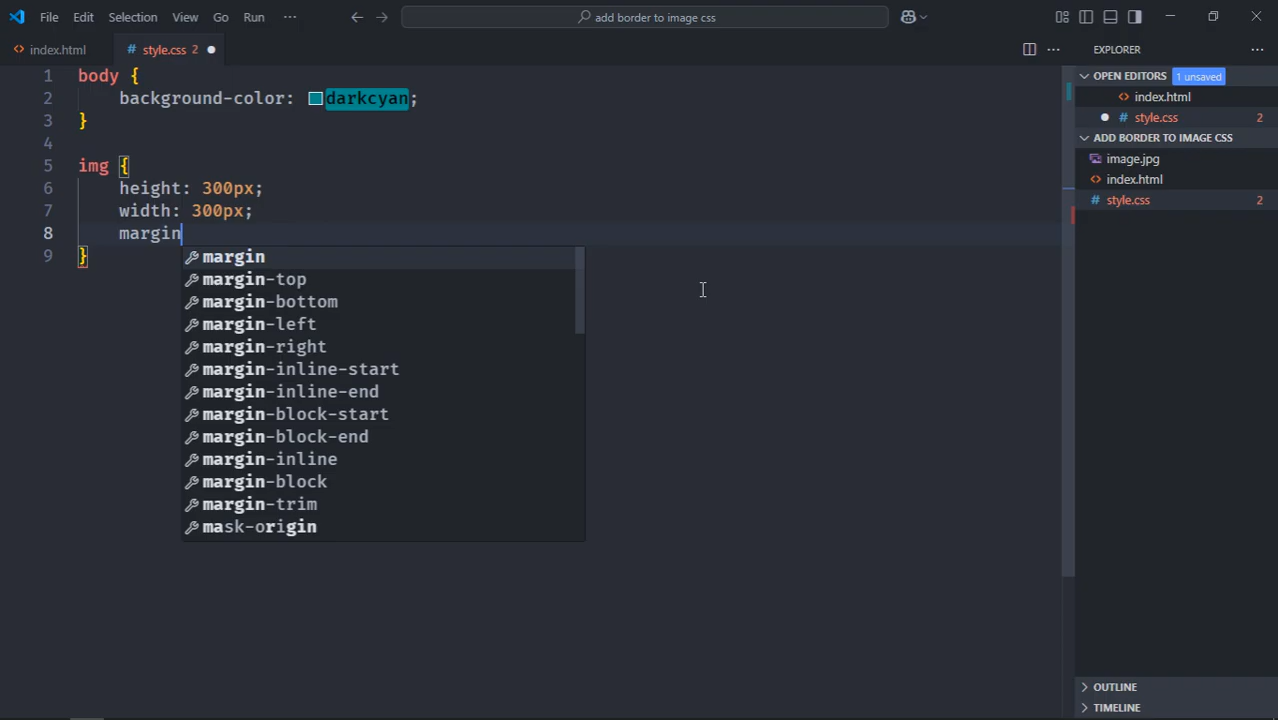 File Edit Selection View Go Run ··· add border to image css
index.html # style.css 2
1 body {
2 background-color: darkcyan;
3 }
4
5 img {
6 height: 300px;
7 width: 300px;
8 margin
9 }
margin
margin-top
margin-bottom
margin-left
margin-right
margin-inline-start
margin-inline-end
margin-block-start
margin-block-end
margin-inline
margin-block
margin-trim
mask-origin
EXPLORER
OPEN EDITORS 1 unsaved
index.html
# style.css 2
ADD BORDER TO IMAGE CSS
image.jpg
index.html
# style.css 2
OUTLINE
TIMELINE